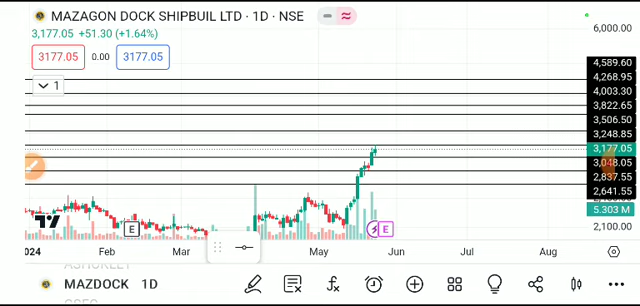 MAZAGON DOCK SHIPBUIL LTD · 1D · NSE
3,177.05 +51.30 (+1.64%)
3177.05 0.00 3177.05
1
6,000.00
4,589.60
4,268.95
4,003.30
3,822.65
3,506.50
3,248.85
3,177.05
3,048.05
2,837.55
2,641.55
5.303 M
2,100.00
E
E
2024 Feb Mar May Jun Jul Aug
MAZDOCK 1D